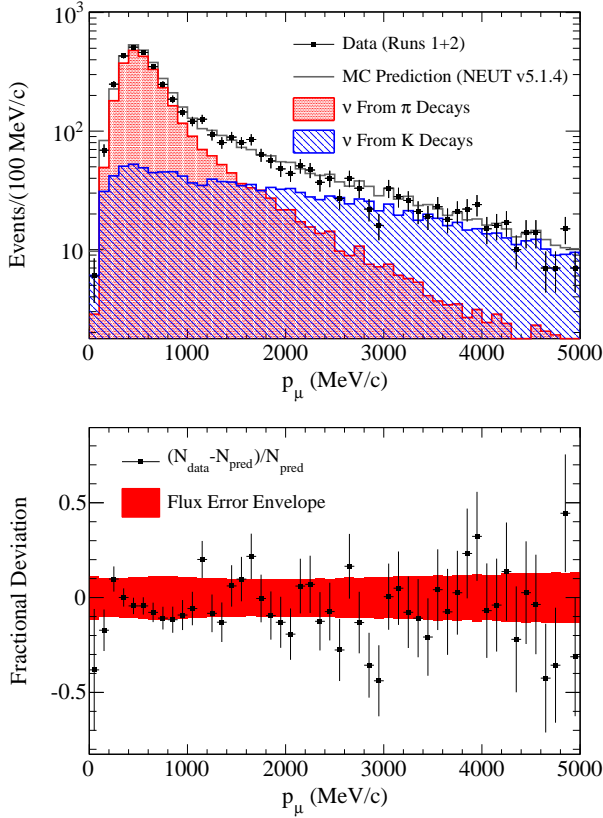 10³
10²
10
Events/(100 MeV/c)
Data (Runs 1+2)
MC Prediction (NEUT v5.1.4)
ν From π Decays
ν From K Decays
0 1000 2000 3000 4000 5000
p_μ (MeV/c)
(N_data-N_pred)/N_pred
Flux Error Envelope
0.5
0
-0.5
Fractional Deviation
0 1000 2000 3000 4000 5000
p_μ (MeV/c)